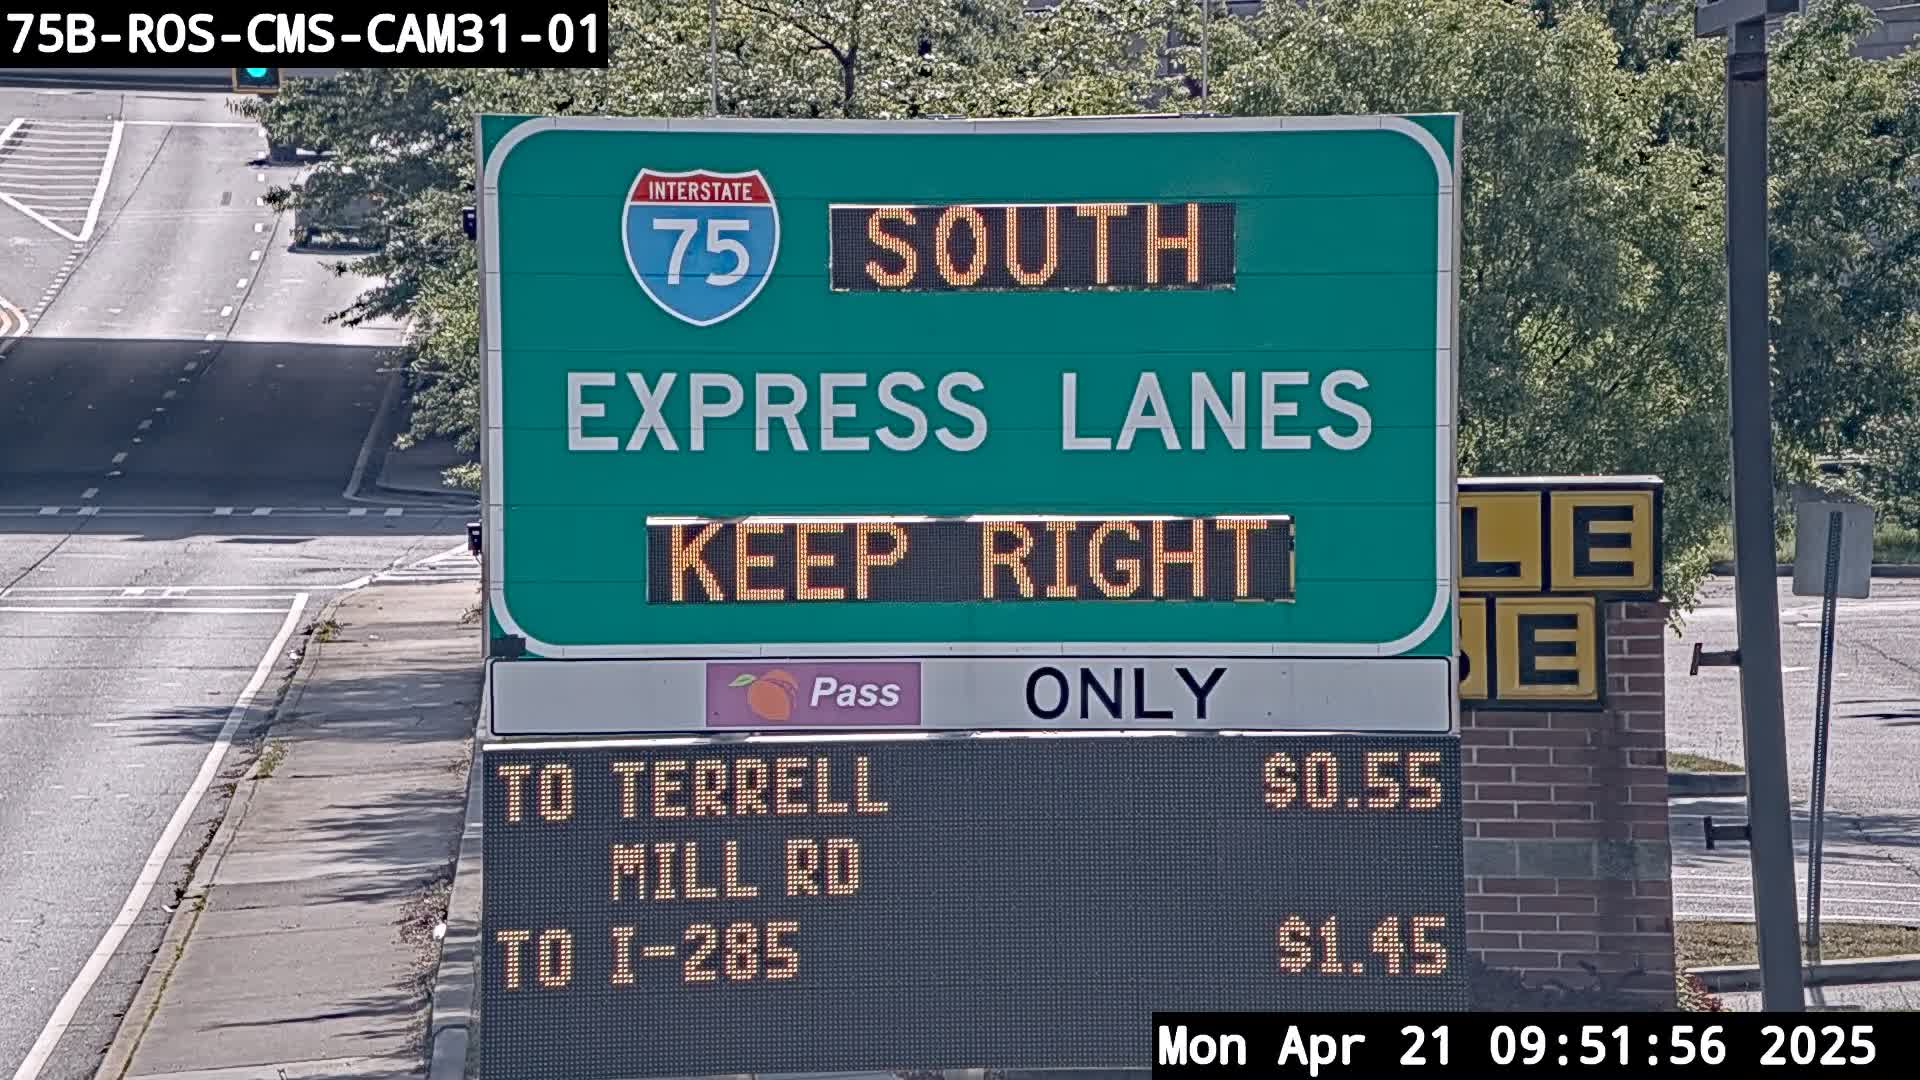 75B-ROS-CMS-CAM31-01
INTERSTATE
75
SOUTH
EXPRESS LANES
KEEP RIGHT
LE
E
Pass ONLY
TO TERRELL $0.55
MILL RD
TO I-285 $1.45
Mon Apr 21 09:51:56 2025